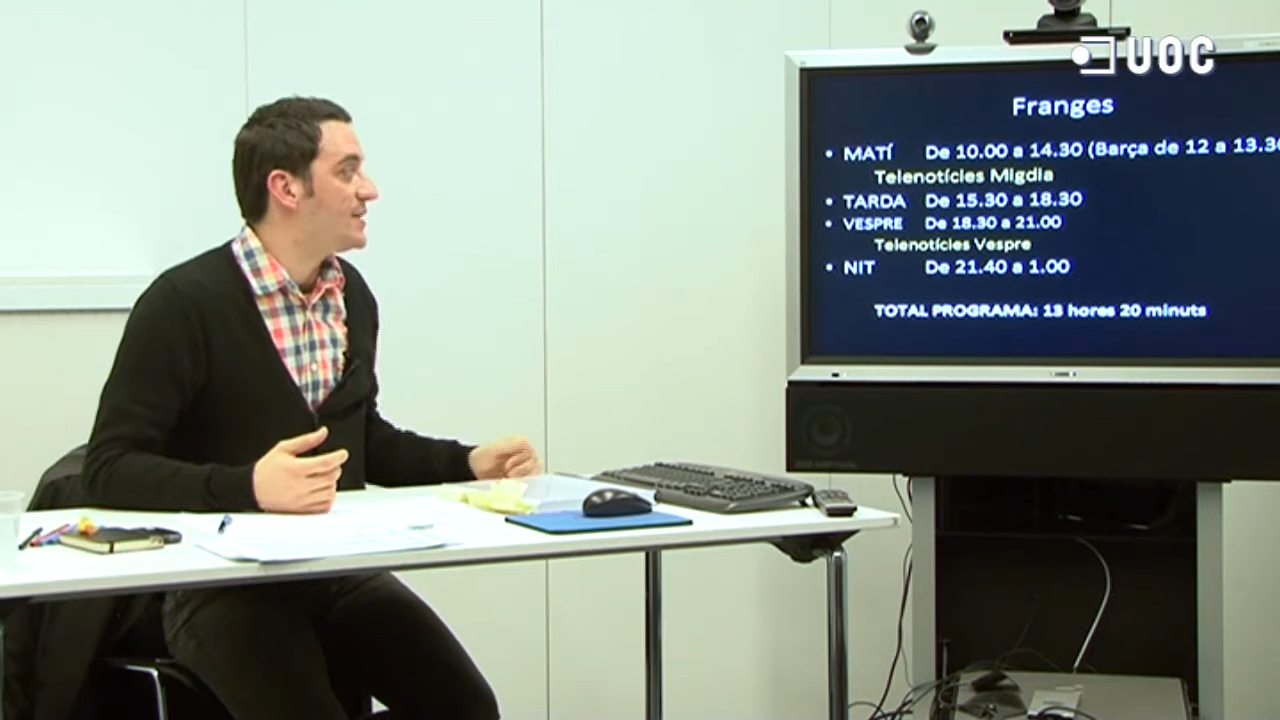 UOC
Franges
• MATÍ De 10.00 a 14.30 (Barça de 12 a 13.30
Telenotícies Migdia
• TARDA De 15.30 a 18.30
• VESPRE De 18.30 a 21.00
Telenotícies Vespre
• NIT De 21.40 a 1.00
TOTAL PROGRAMA: 13 hores 20 minuts